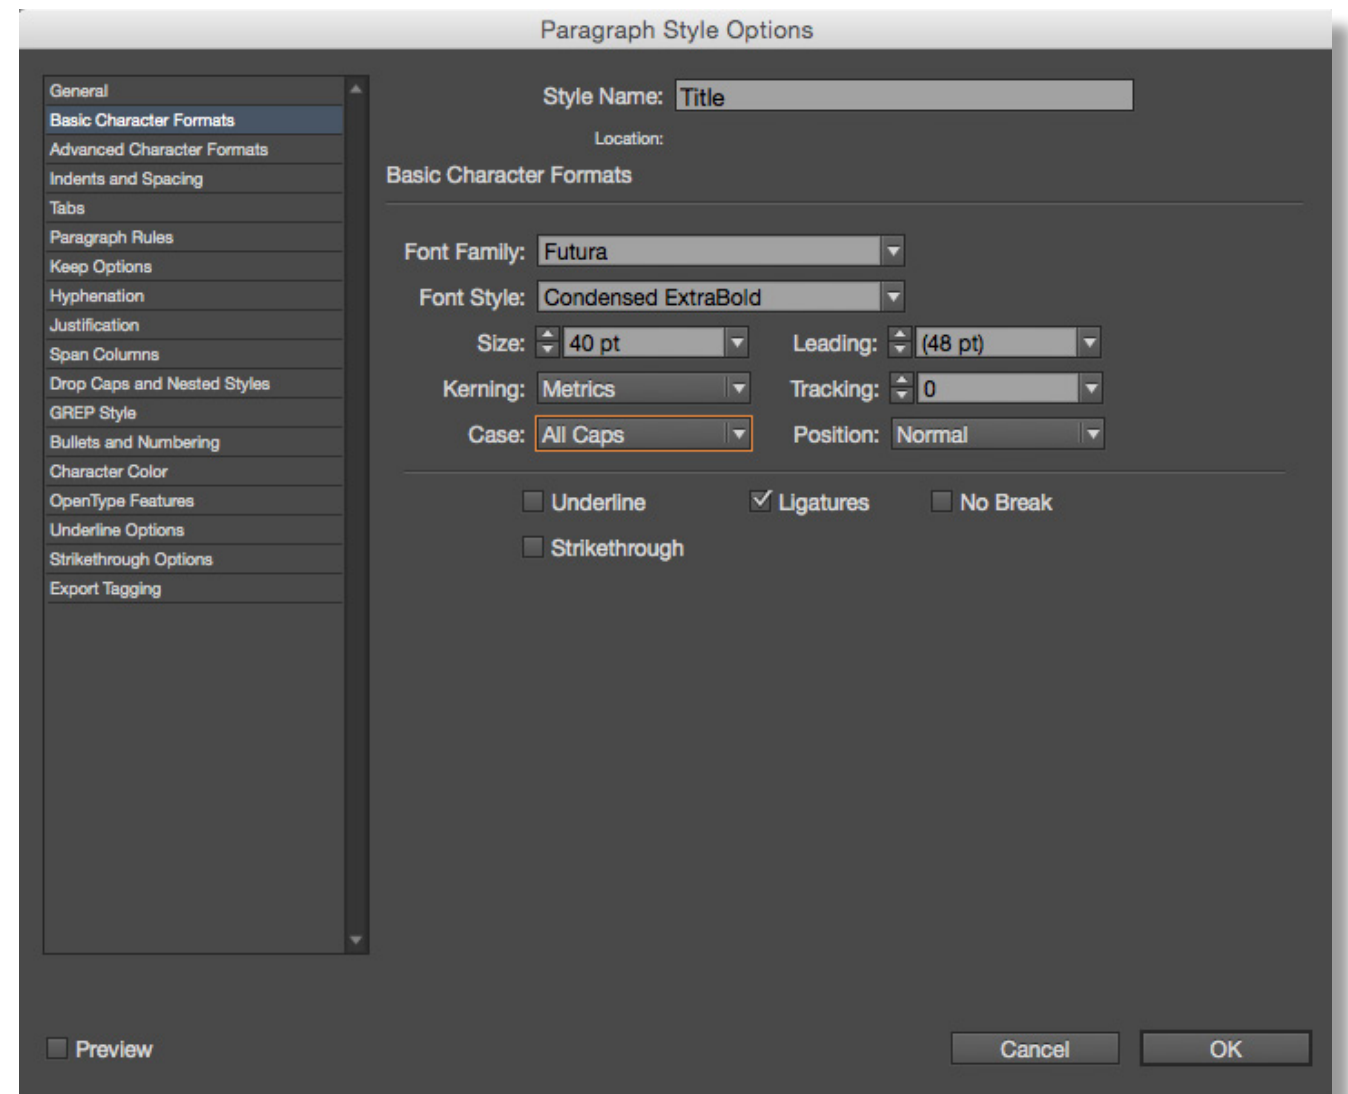 Paragraph Style Options
General
Basic Character Formats
Advanced Character Formats
Indents and Spacing
Tabs
Paragraph Rules
Keep Options
Hyphenation
Justification
Span Columns
Drop Caps and Nested Styles
GREP Style
Bullets and Numbering
Character Color
OpenType Features
Underline Options
Strikethrough Options
Export Tagging
Style Name: Title
Location:
Basic Character Formats
Font Family: Futura
Font Style: Condensed ExtraBold
Size: 40 pt Leading: (48 pt)
Kerning: Metrics Tracking: 0
Case: All Caps Position: Normal
Underline Ligatures No Break
Strikethrough
Preview Cancel OK